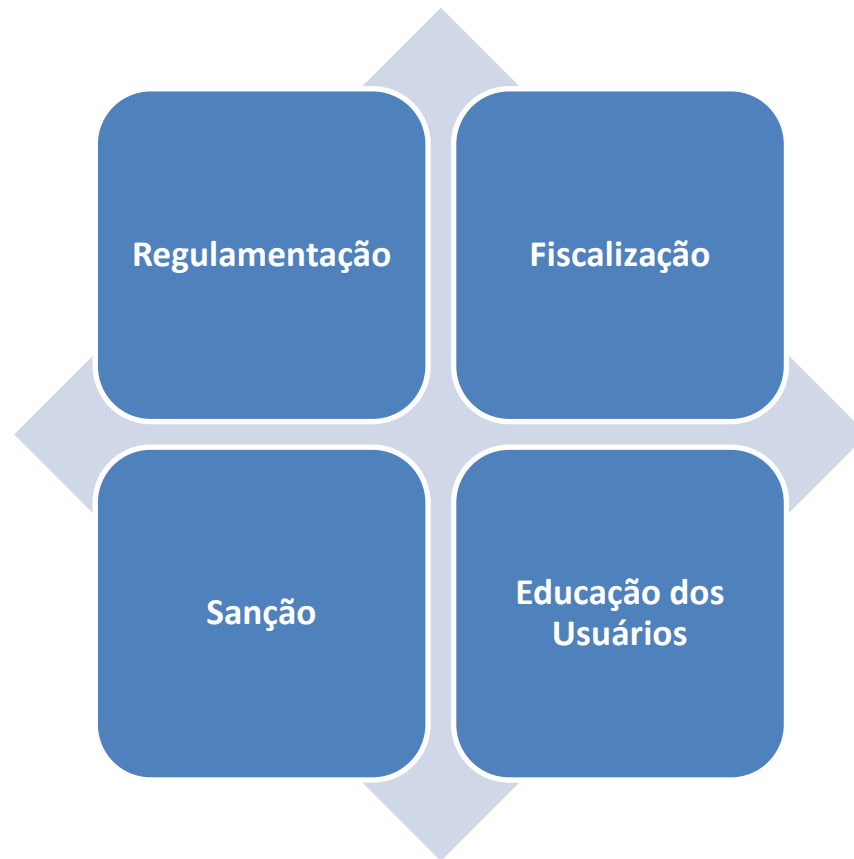 Regulamentação
Fiscalização
Sanção
Educação dos
Usuários